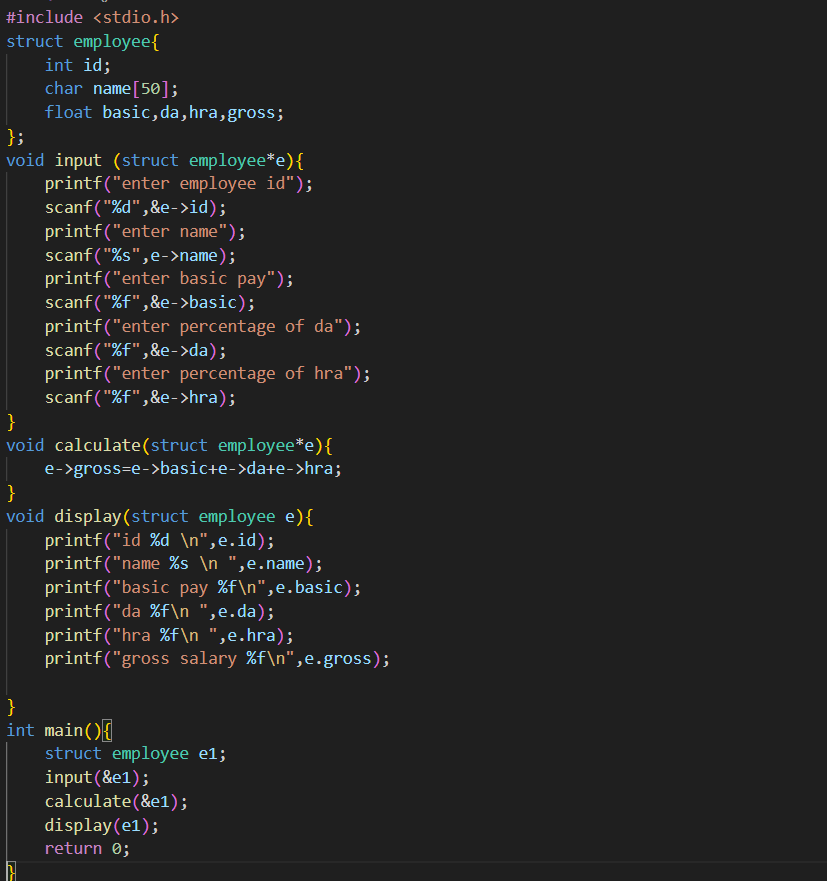 #include <stdio.h>
struct employee{
    int id;
    char name[50];
    float basic,da,hra,gross;
};
void input (struct employee*e){
    printf("enter employee id");
    scanf("%d",&e->id);
    printf("enter name");
    scanf("%s",e->name);
    printf("enter basic pay");
    scanf("%f",&e->basic);
    printf("enter percentage of da");
    scanf("%f",&e->da);
    printf("enter percentage of hra");
    scanf("%f",&e->hra);
}
void calculate(struct employee*e){
    e->gross=e->basic+e->da+e->hra;
}
void display(struct employee e){
    printf("id %d \n",e.id);
    printf("name %s \n ",e.name);
    printf("basic pay %f\n",e.basic);
    printf("da %f\n ",e.da);
    printf("hra %f\n ",e.hra);
    printf("gross salary %f\n",e.gross);

}
int main(){
    struct employee e1;
    input(&e1);
    calculate(&e1);
    display(e1);
    return 0;
}